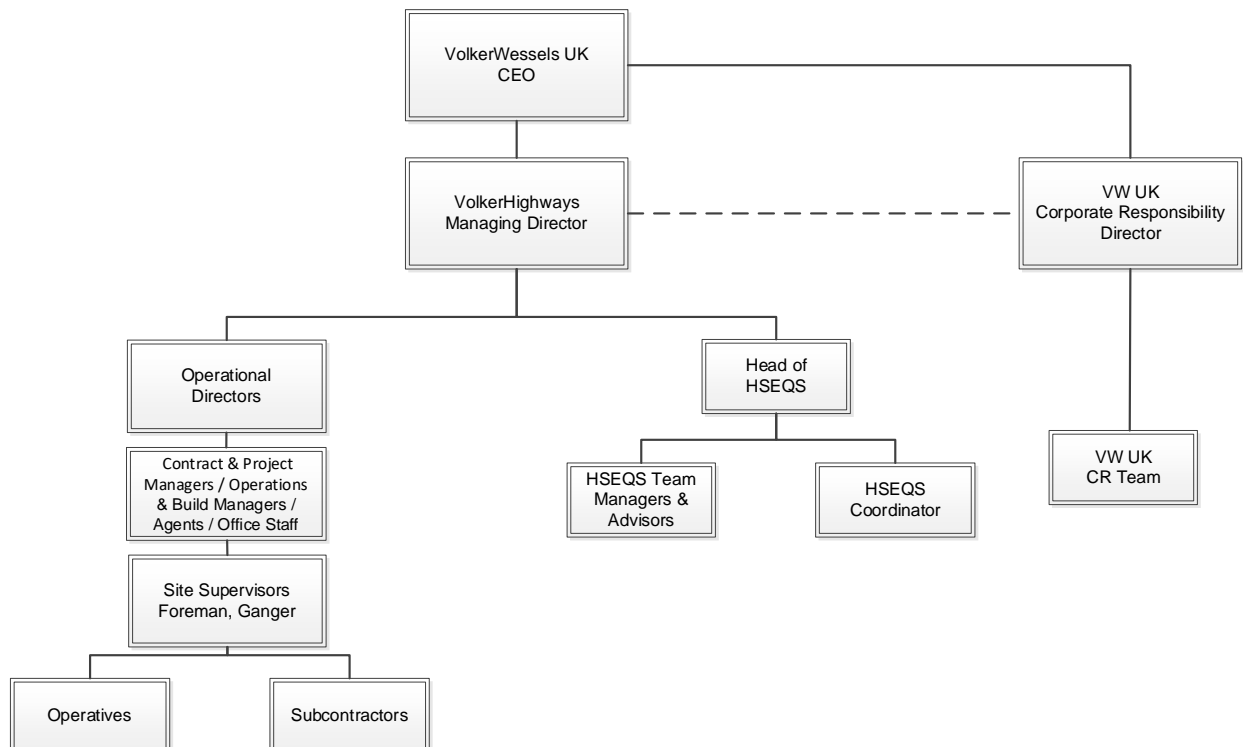 VolkerWessels UK
CEO
VolkerHighways
Managing Director
VW UK
Corporate Responsibility
Director
Operational
Directors
Head of
HSEQS
Contract & Project
Managers / Operations
& Build Managers /
Agents / Office Staff
HSEQS Team
Managers &
Advisors
HSEQS
Coordinator
VW UK
CR Team
Site Supervisors
Foreman, Ganger
Operatives
Subcontractors